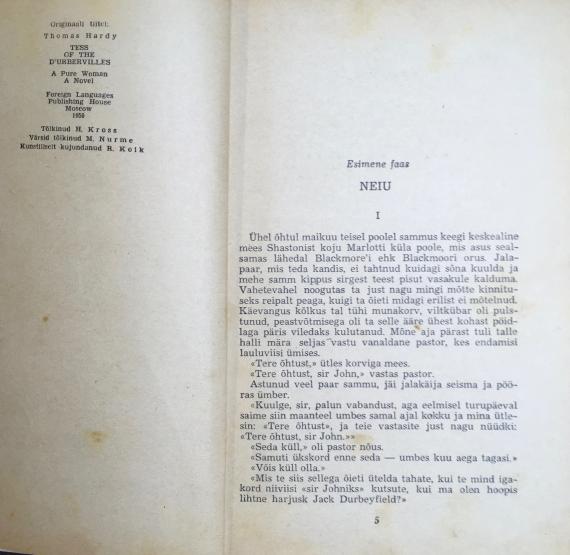 Originaali tiitel:
Thomas Hardy
TESS
OF THE
D'URBERVILLES
A Pure Woman
A Novel
Foreign Languages
Publishing House
Moscow
1950
Tõlkinud H. Kross
Värsid tõlkinud M. Nurme
Kunstiliselt kujundanud R. Kolk
Esimene faas
NEIU
I
Ühel õhtul maikuu teisel poolel sammus keegi keskealine
mees Shastonist koju Marlotti küla poole, mis asus seal-
samas lähedal Blackmore'i ehk Blackmoori orus. Jala-
paar, mis teda kandis, ei tahtnud kuidagi sõna kuulda ja
mehe samm kippus sirgest teest pisut vasakule kalduma.
Vahetevahel noogutas ta just nagu mingi mõtte kinnitu-
seks reipalt peaga, kuigi ta õieti midagi erilist ei mõtelnud.
Käevangus kõlkus tal tühi munakorv, viltkübar oli puls-
tunud, peastvõtmisega oli ta selle ääre ühest kohast pöid-
laga päris viledaks kulutanud. Mõne aja pärast tuli talle
halli mära seljas vastu vanaldane pastor, kes endamisi
lauluviisi ümises.
«Tere õhtust,» ütles korviga mees.
«Tere õhtust, sir John,» vastas pastor.
Astunud veel paar sammu, jäi jalakäija seisma ja pöö-
ras ümber.
«Kuulge, sir, palun vabandust, aga eelmisel turupäeval
saime siin maanteel umbes samal ajal kokku ja mina ütle-
sin: «Tere õhtust», ja teie vastasite just nagu nüüdki:
«Tere õhtust, sir John.»»
«Seda küll,» oli pastor nõus.
«Samuti ükskord enne seda — umbes kuu aega tagasi.»
«Võis küll olla.»
«Mis te siis sellega õieti ütelda tahate, kui te mind iga-
kord niiviisi «sir Johniks» kutsute, kui ma olen hoopis
lihtne harjusk Jack Durbeyfield?»
5